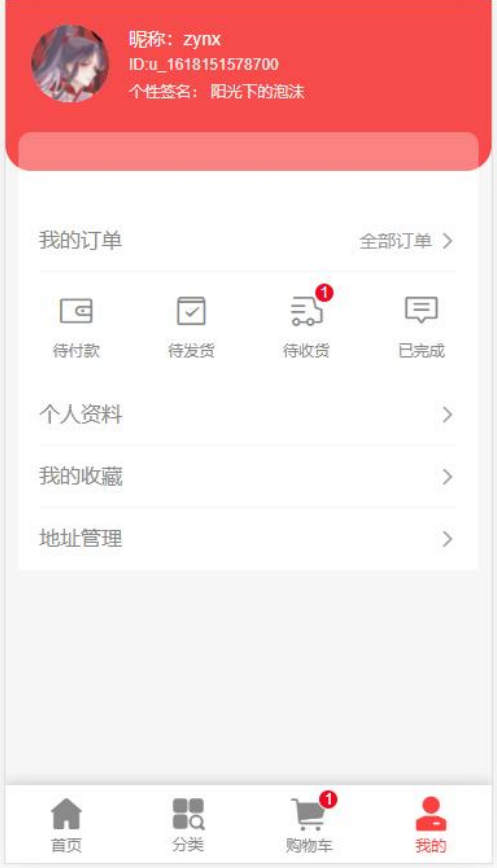 昵称：zynx
ID:u_1618151578700
个性签名： 阳光下的泡沫
我的订单 全部订单
1
待付款 待发货 待收货 已完成
个人资料
我的收藏
地址管理
1
首页 分类 购物车 我的